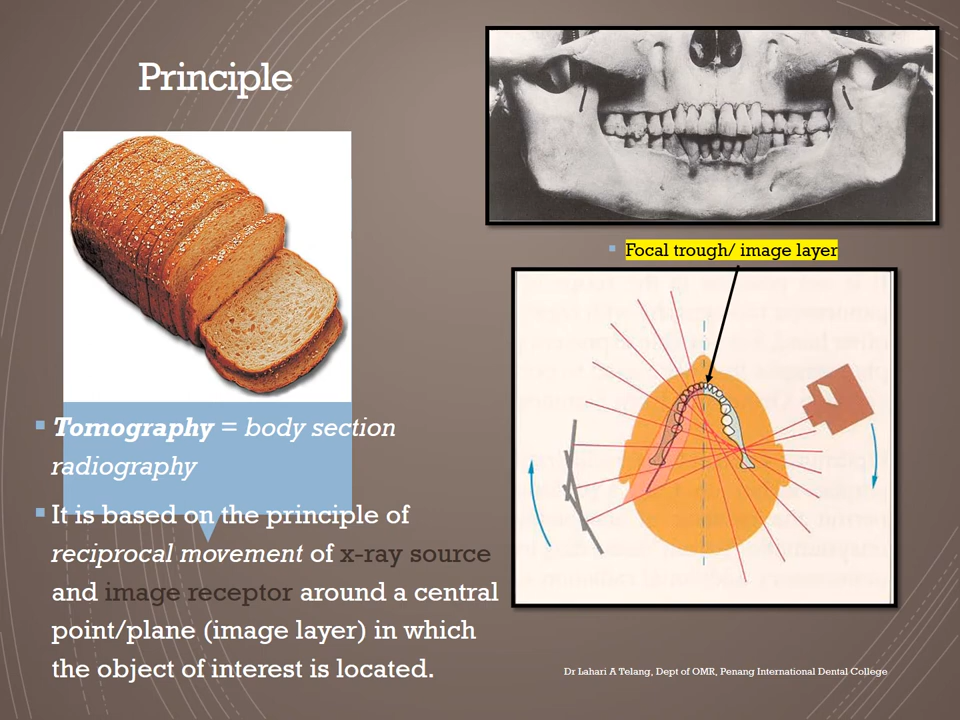 Principle
Focal trough/ image layer
Tomography = body section
radiography
It is based on the principle of
reciprocal movement of x-ray source
and image receptor around a central
point/plane (image layer) in which
the object of interest is located.
Dr Lahari A Telang, Dept of OMR, Penang International Dental College